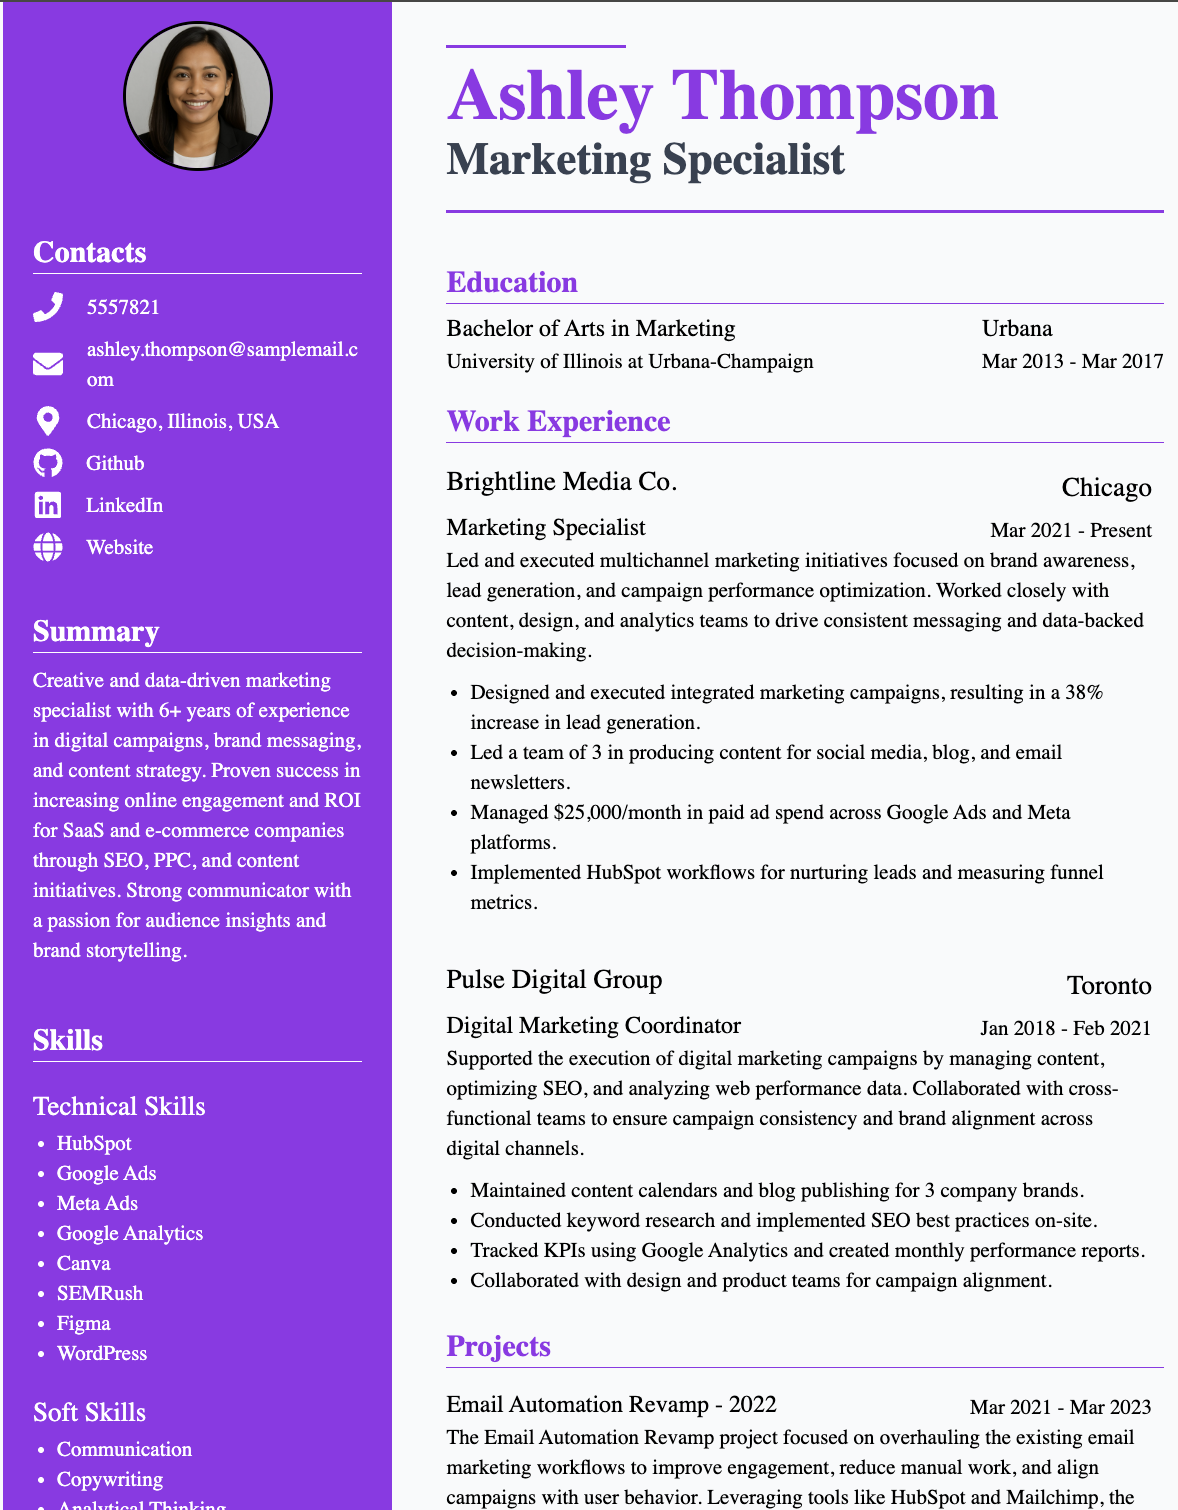 Contacts
5557821
ashley.thompson@samplemail.c
om
Chicago, Illinois, USA
Github
LinkedIn
Website
Summary
Creative and data-driven marketing
specialist with 6+ years of experience
in digital campaigns, brand messaging,
and content strategy. Proven success in
increasing online engagement and ROI
for SaaS and e-commerce companies
through SEO, PPC, and content
initiatives. Strong communicator with
a passion for audience insights and
brand storytelling.
Skills
Technical Skills
• HubSpot
• Google Ads
• Meta Ads
• Google Analytics
• Canva
• SEMRush
• Figma
• WordPress
Soft Skills
• Communication
• Copywriting
• Analytical Thinking
Ashley Thompson
Marketing Specialist
Education
Bachelor of Arts in Marketing Urbana
University of Illinois at Urbana-Champaign Mar 2013 - Mar 2017
Work Experience
Brightline Media Co. Chicago
Marketing Specialist Mar 2021 - Present
Led and executed multichannel marketing initiatives focused on brand awareness,
lead generation, and campaign performance optimization. Worked closely with
content, design, and analytics teams to drive consistent messaging and data-backed
decision-making.
• Designed and executed integrated marketing campaigns, resulting in a 38%
increase in lead generation.
• Led a team of 3 in producing content for social media, blog, and email
newsletters.
• Managed $25,000/month in paid ad spend across Google Ads and Meta
platforms.
• Implemented HubSpot workflows for nurturing leads and measuring funnel
metrics.
Pulse Digital Group Toronto
Digital Marketing Coordinator Jan 2018 - Feb 2021
Supported the execution of digital marketing campaigns by managing content,
optimizing SEO, and analyzing web performance data. Collaborated with cross-
functional teams to ensure campaign consistency and brand alignment across
digital channels.
• Maintained content calendars and blog publishing for 3 company brands.
• Conducted keyword research and implemented SEO best practices on-site.
• Tracked KPIs using Google Analytics and created monthly performance reports.
• Collaborated with design and product teams for campaign alignment.
Projects
Email Automation Revamp - 2022 Mar 2021 - Mar 2023
The Email Automation Revamp project focused on overhauling the existing email
marketing workflows to improve engagement, reduce manual work, and align
campaigns with user behavior. Leveraging tools like HubSpot and Mailchimp, the